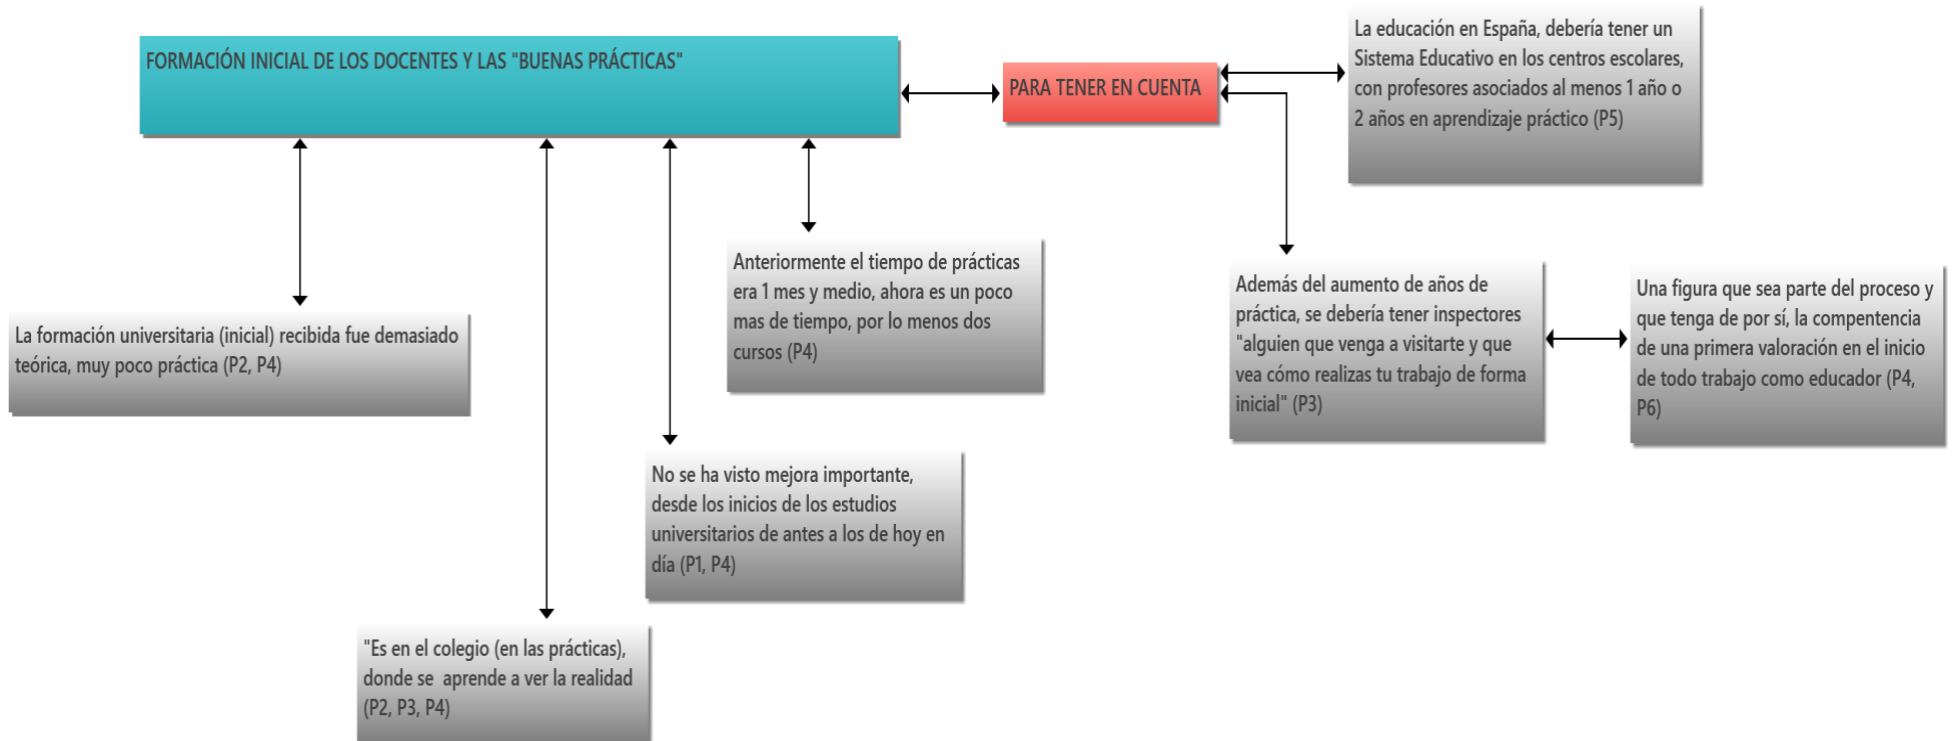 FORMACIÓN INICIAL DE LOS DOCENTES Y LAS "BUENAS PRÁCTICAS"
PARA TENER EN CUENTA
La educación en España, debería tener un
Sistema Educativo en los centros escolares,
con profesores asociados al menos 1 año o
2 años en aprendizaje práctico (P5)
Anteriormente el tiempo de prácticas
era 1 mes y medio, ahora es un poco
mas de tiempo, por lo menos dos
cursos (P4)
Además del aumento de años de
práctica, se debería tener inspectores
"alguien que venga a visitarte y que
vea cómo realizas tu trabajo de forma
inicial" (P3)
Una figura que sea parte del proceso y
que tenga de por sí, la compentencia
de una primera valoración en el inicio
de todo trabajo como educador (P4,
P6)
La formación universitaria (inicial) recibida fue demasiado
teórica, muy poco práctica (P2, P4)
No se ha visto mejora importante,
desde los inicios de los estudios
universitarios de antes a los de hoy en
día (P1, P4)
"Es en el colegio (en las prácticas),
donde se aprende a ver la realidad
(P2, P3, P4)